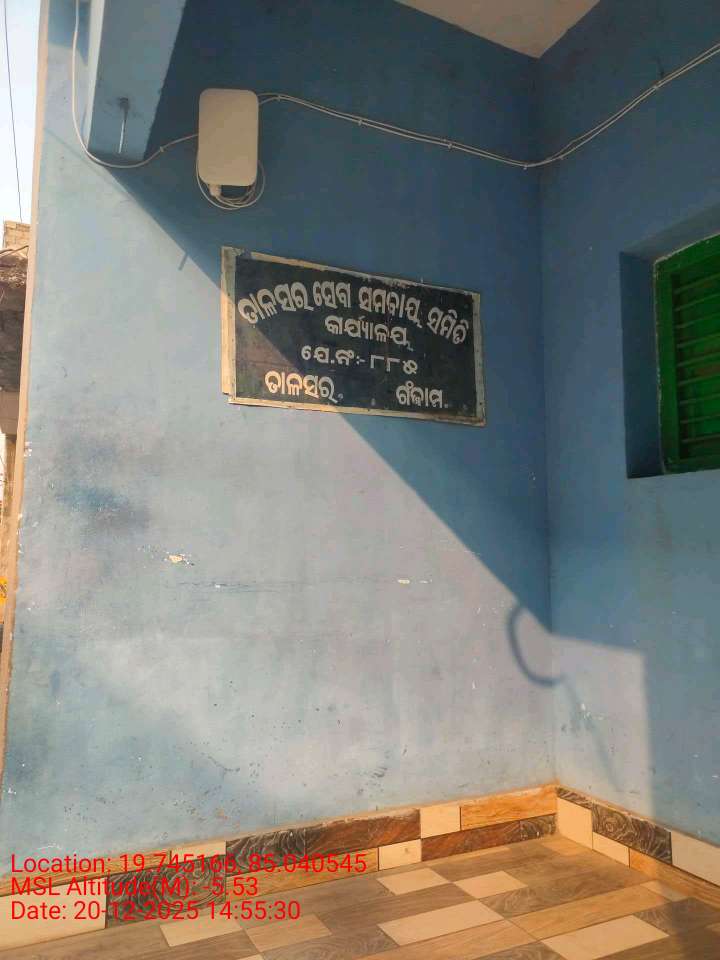 ତାଳସର ସେବା ସମବାୟ ସମିତି
କାର୍ଯ୍ୟାଳୟ
ଯେ.ନଂ:-୮୮୫
ତାଳସର. ଗଁଜାମ.
Location: 19.745166, 85.040545
MSL Altitude(M): -5.53
Date: 20-12-2025 14:55:30